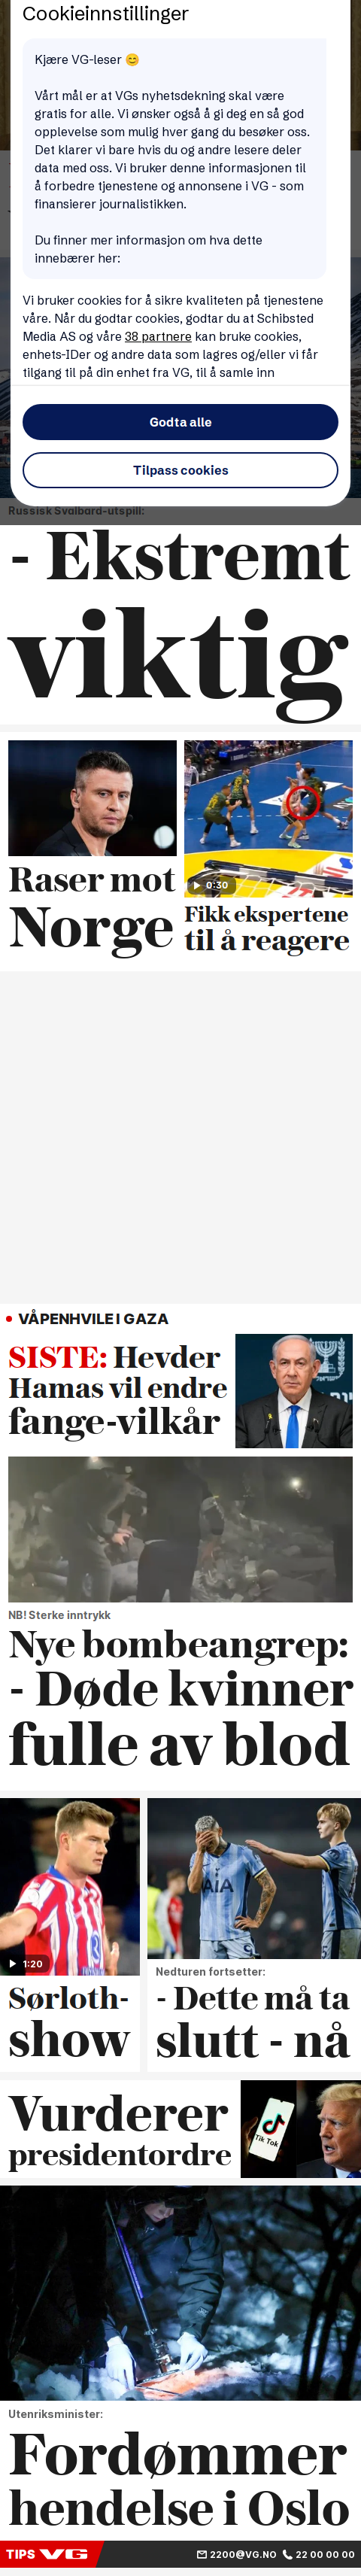 Cookieinnstillinger
Kjære VG-leser 😊
Vårt mål er at VGs nyhetsdekning skal være
gratis for alle. Vi ønsker også å gi deg en så god
opplevelse som mulig hver gang du besøker oss.
Det klarer vi bare hvis du og andre lesere deler
data med oss. Vi bruker denne informasjonen til
å forbedre tjenestene og annonsene i VG - som
finansierer journalistikken.
Du finner mer informasjon om hva dette
innebærer her:
Vi bruker cookies for å sikre kvaliteten på tjenestene
våre. Når du godtar cookies, godtar du at Schibsted
Media AS og våre 38 partnere kan bruke cookies,
enhets-IDer og andre data som lagres og/eller vi får
tilgang til på din enhet fra VG, til å samle inn
Godta alle
Tilpass cookies
Russisk Svalbard-utspill:
- Ekstremt
viktig
Raser mot
Norge
0:30
Fikk ekspertene
til å reagere
VÅPENHVILE I GAZA
SISTE: Hevder
Hamas vil endre
fange-vilkår
NB! Sterke inntrykk
Nye bombeangrep:
- Døde kvinner
fulle av blod
1:20
Sørloth-
show
AIA
Nedturen fortsetter:
- Dette må ta
slutt - nå
Vurderer
presidentordre
TikTok
Utenriksminister:
Fordømmer
hendelse i Oslo
TIPS VG 2200@VG.NO 22 00 00 00